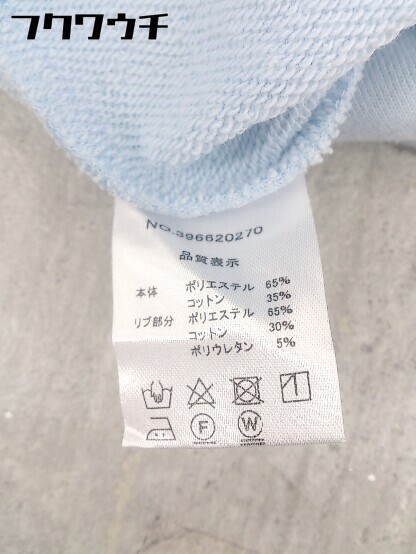 フクワウチ
NO.396620270
品質表示
本体 ポリエステル 65%
コットン 35%
リブ部分 ポリエステル 65%
コットン 30%
ポリウレタン 5%
F W